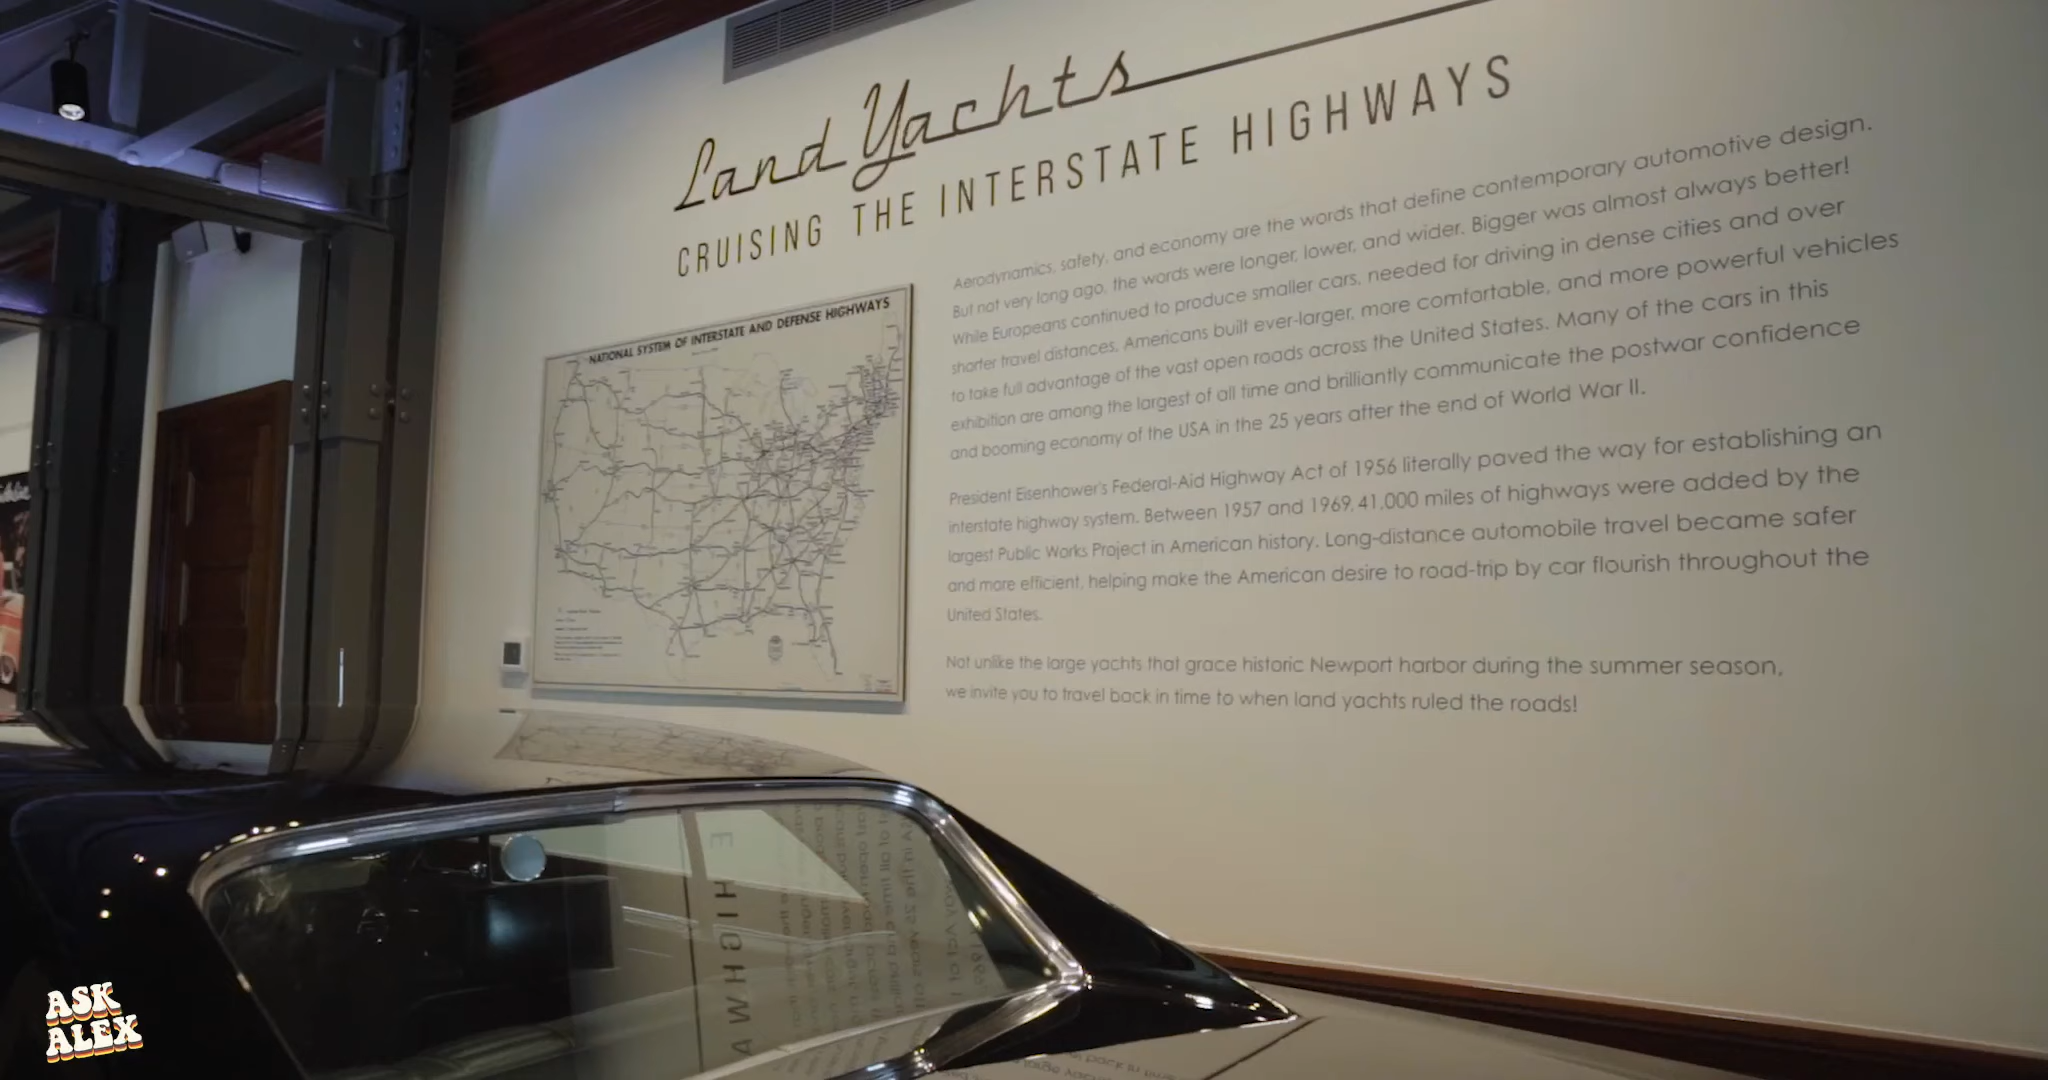 Land Yachts
CRUISING THE INTERSTATE HIGHWAYS
Aerodynamics, safety, and economy are the words that define contemporary automotive design.
But not very long ago, the words were longer, lower, and wider. Bigger was almost always better!
While Europeans continued to produce smaller cars, needed for driving in dense cities and over
shorter travel distances, Americans built ever-larger, more comfortable, and more powerful vehicles
to take full advantage of the vast open roads across the United States. Many of the cars in this
exhibition are among the largest of all time and brilliantly communicate the postwar confidence
and booming economy of the USA in the 25 years after the end of World War II.
President Eisenhower's Federal-Aid Highway Act of 1956 literally paved the way for establishing an
interstate highway system. Between 1957 and 1969, 41,000 miles of highways were added by the
largest Public Works Project in American history. Long-distance automobile travel became safer
and more efficient, helping make the American desire to road-trip by car flourish throughout the
United States.
Not unlike the large yachts that grace historic Newport harbor during the summer season,
we invite you to travel back in time to when land yachts ruled the roads!
NATIONAL SYSTEM OF INTERSTATE AND DEFENSE HIGHWAYS
ASK
ALEX